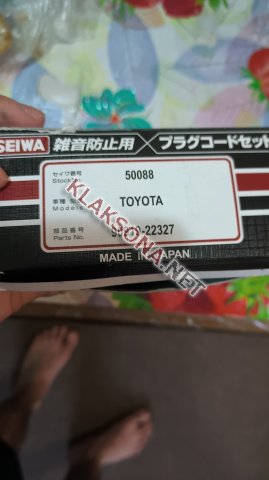 SEIWA 雑音防止用 プラグコードセット
セイワ番号
Stock No. 50088
車種
Models TOYOTA
部品番号
Parts No. -22327
MADE IN JAPAN
KLAKSONA.NET